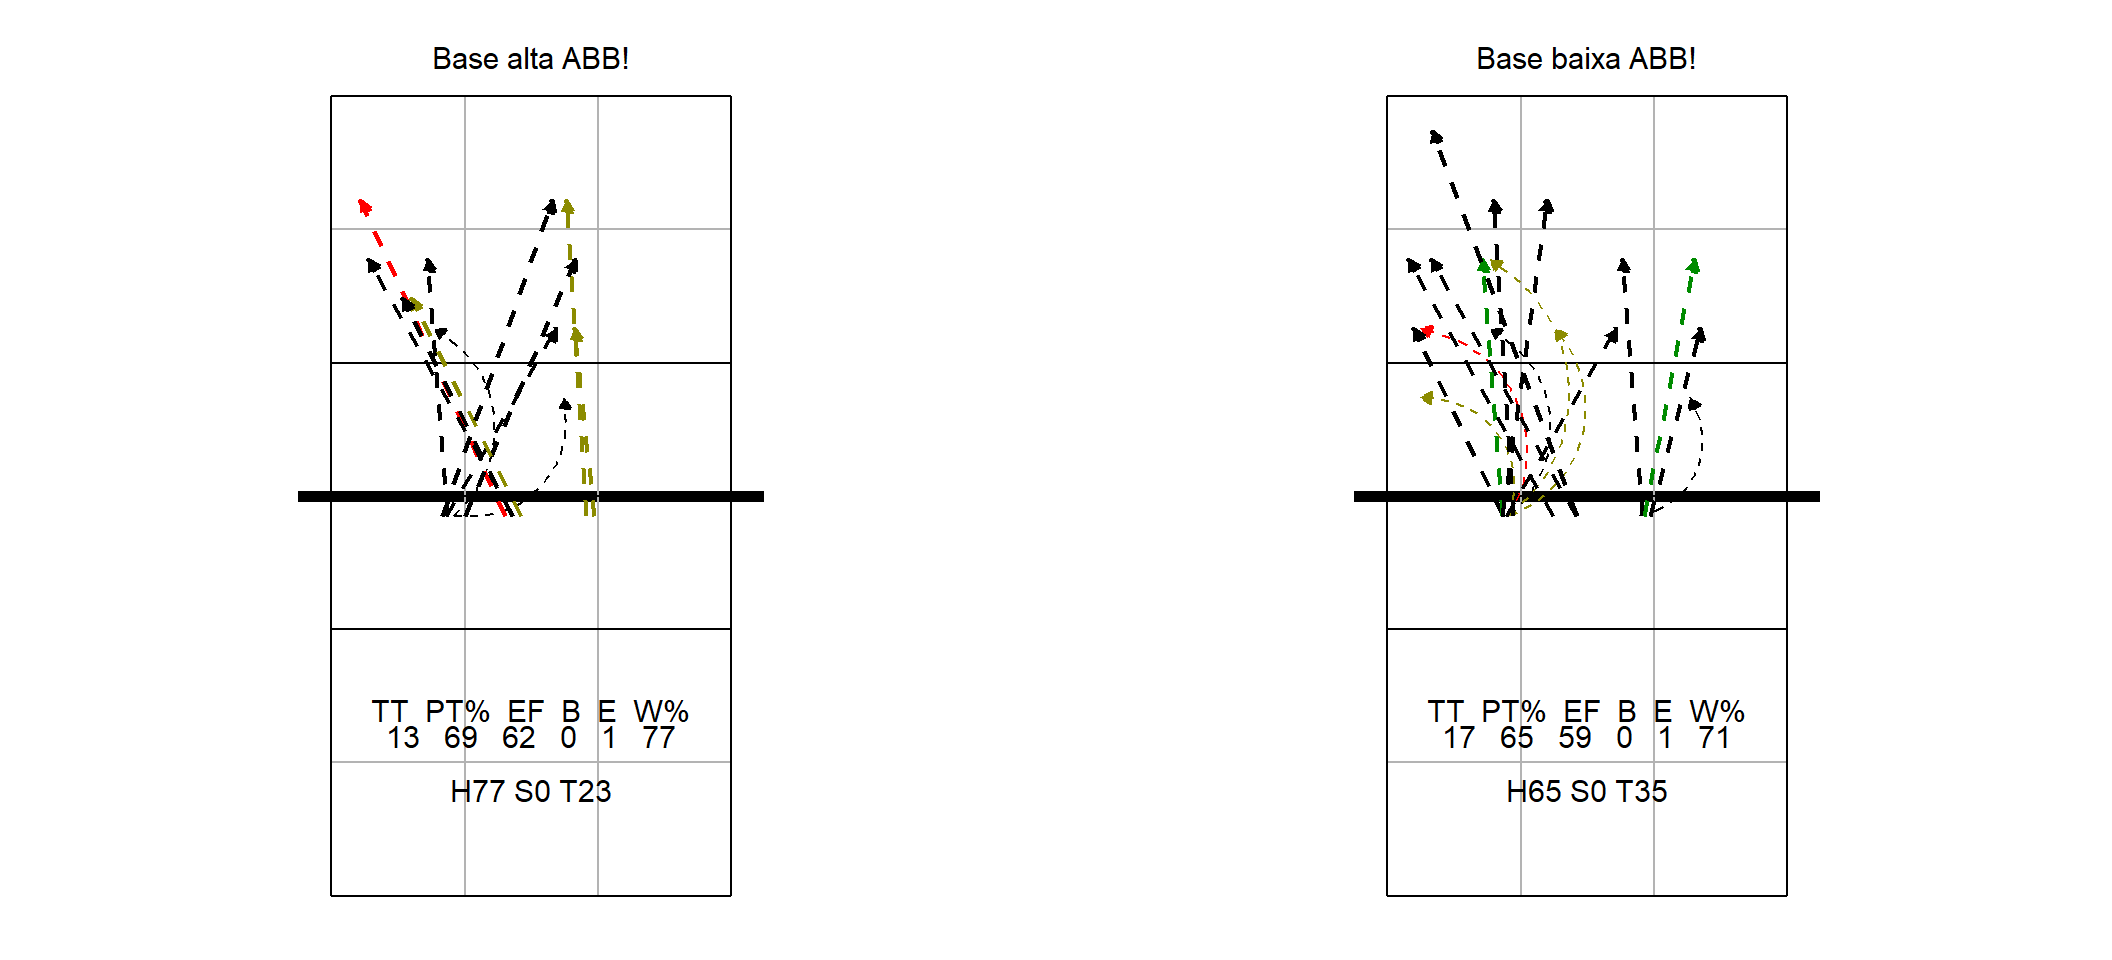 Base alta ABB!
TT PT% EF B E W%
13 69 62 0 1 77
H77 S0 T23
Base baixa ABB!
TT PT% EF B E W%
17 65 59 0 1 71
H65 S0 T35